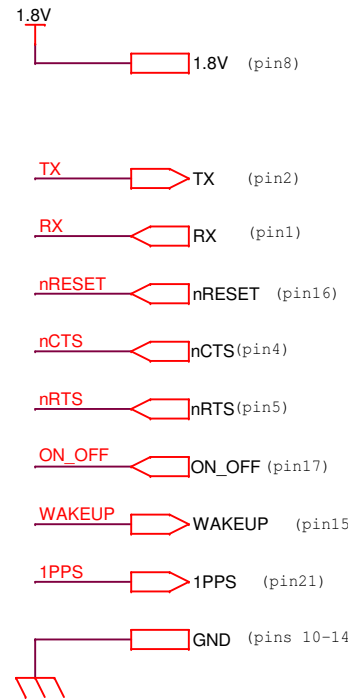 1.8V
1.8V (pin8)
TX TX (pin2)
RX RX (pin1)
nRESET nRESET (pin16)
nCTS nCTS(pin4)
nRTS nRTS(pin5)
ON_OFF ON_OFF (pin17)
WAKEUP WAKEUP (pin15
1PPS 1PPS (pin21)
GND (pins 10-14